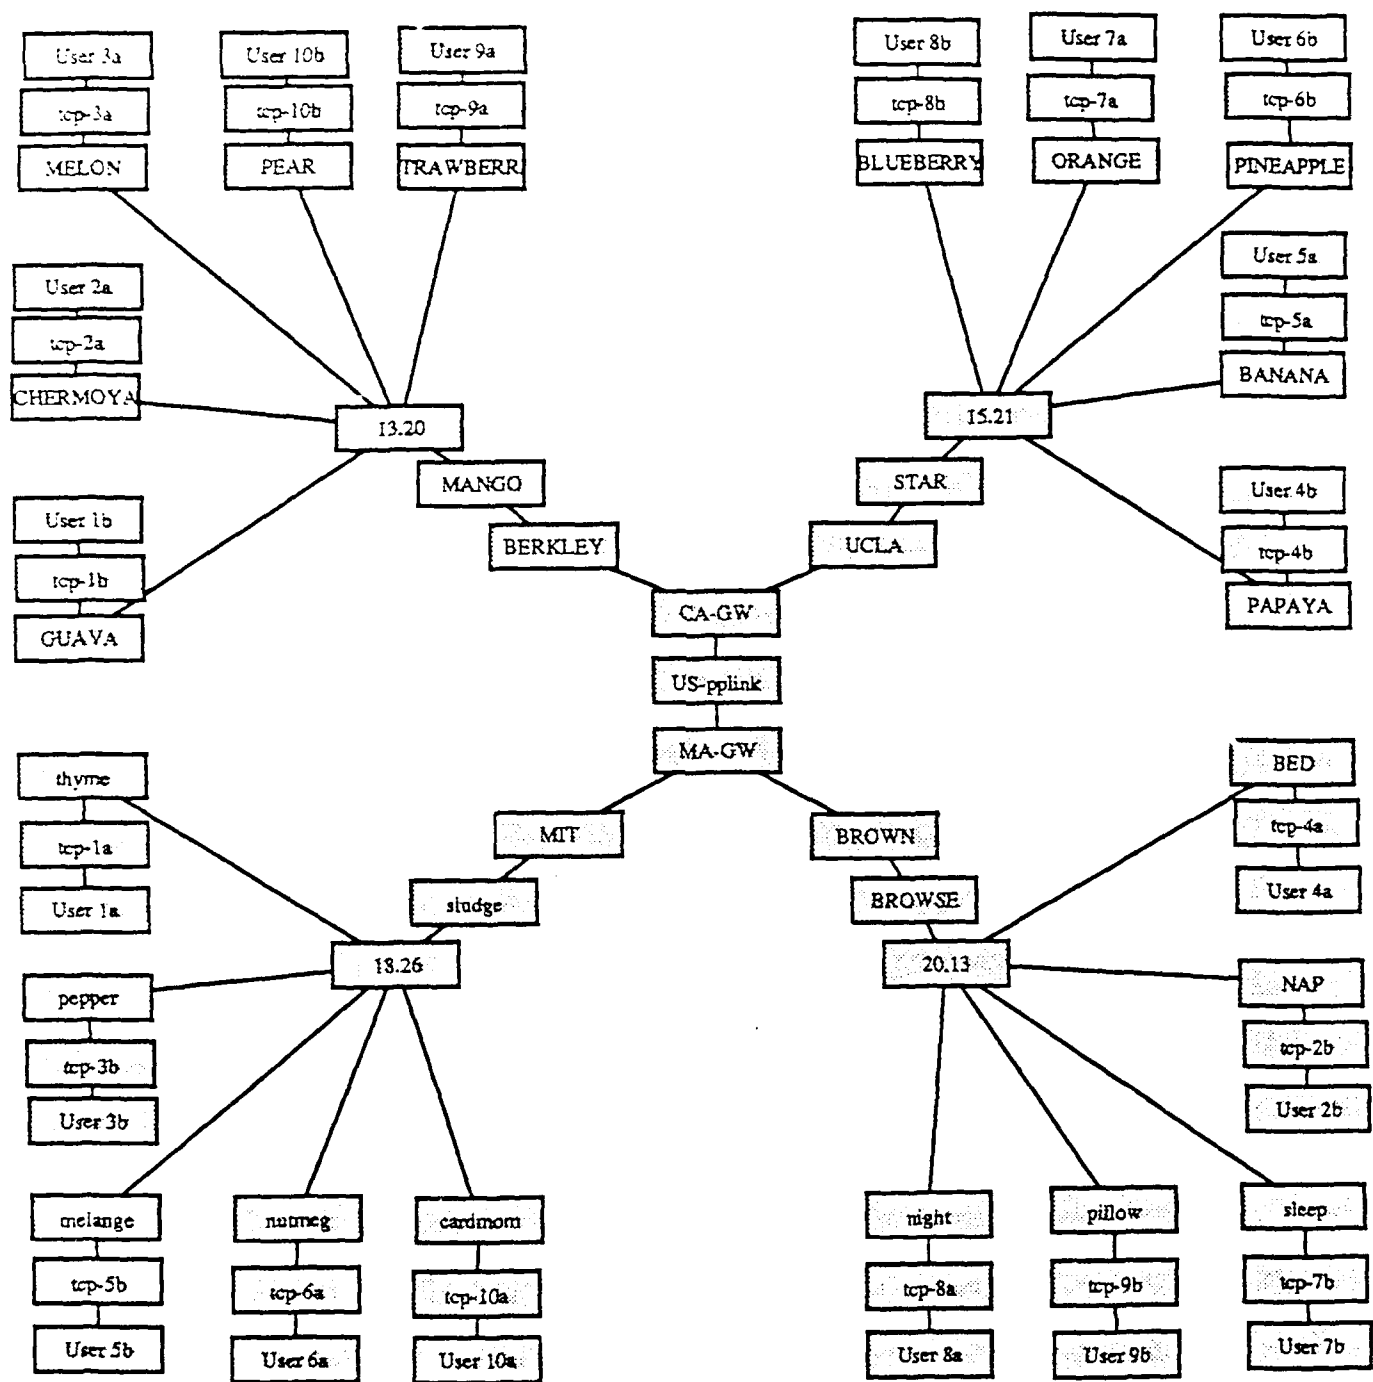 User 3a
User 10b
User 9a
User 8b
User 7a
User 6b
tcp-3a
tcp-10b
tcp-9a
tcp-8b
tcp-7a
tcp-6b
MELON
PEAR
TRAWBERR
BLUEBERRY
ORANGE
PINEAPPLE
User 2a
User 5a
tcp-2a
tcp-5a
CHERMOYA
BANANA
13.20
15.21
MANGO
STAR
User 1b
User 4b
BERKLEY
UCLA
tcp-1b
tcp-4b
GUAVA
CA-GW
PAPAYA
US-pplink
MA-GW
thyme
BED
MIT
BROWN
tcp-1a
tcp-4a
sludge
BROWSE
User 1a
User 4a
18.26
20.13
pepper
NAP
tcp-3b
tcp-2b
User 3b
User 2b
melange
nutmeg
cardmom
night
pillow
sleep
tcp-5b
tcp-6a
tcp-10a
tcp-8a
tcp-9b
tcp-7b
User 5b
User 6a
User 10a
User 8a
User 9b
User 7b